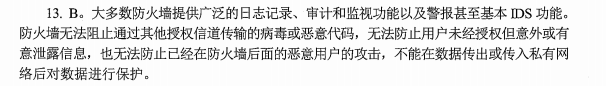 13. B。大多数防火墙提供广泛的日志记录、审计和监视功能以及警报甚至基本 IDS 功能。
防火墙无法阻止通过其他授权信道传输的病毒或恶意代码，无法防止用户未经授权但意外或有
意泄露信息，也无法防止已经在防火墙后面的恶意用户的攻击，不能在数据传出或传入私有网
络后对数据进行保护。